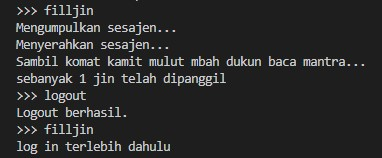 >>> filljin
Mengumpulkan sesajen...
Menyerahkan sesajen...
Sambil komat kamit mulut mbah dukun baca mantra...
sebanyak 1 jin telah dipanggil
>>> logout
Logout berhasil.
>>> filljin
log in terlebih dahulu